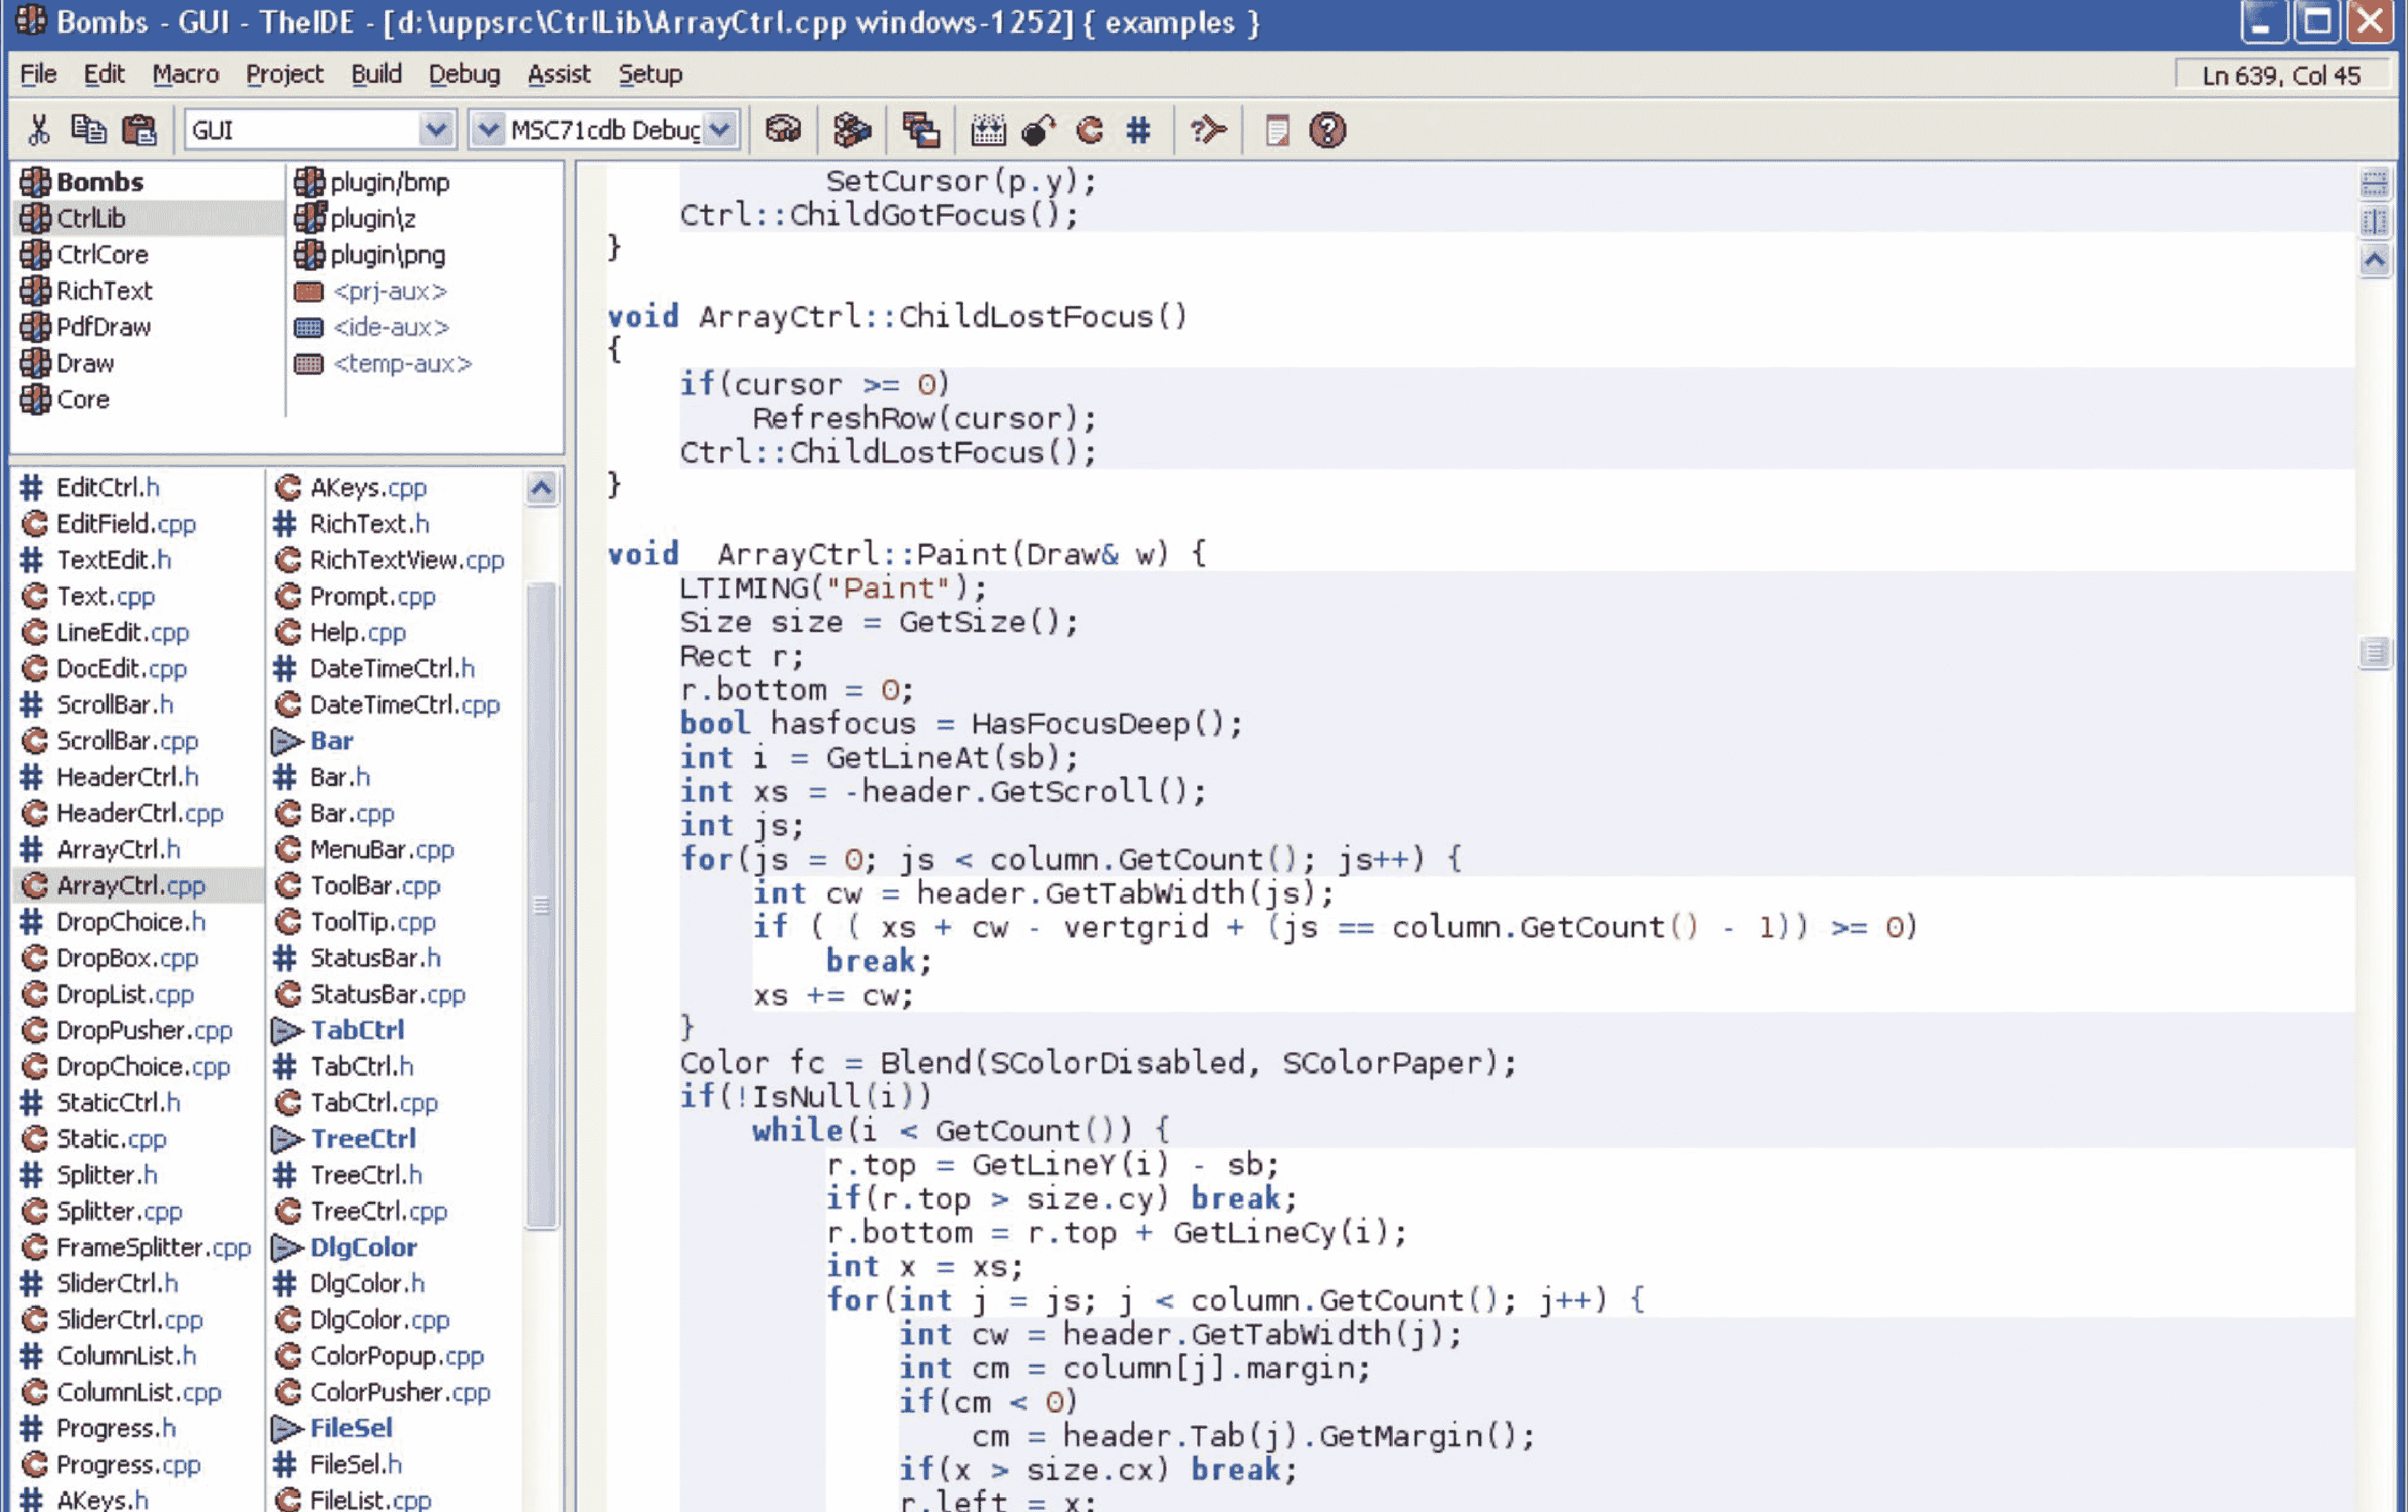 Bombs - GUI - TheIDE - [d:\uppsrc\CtrlLib\ArrayCtrl.cpp windows-1252] { examples }
File Edit Macro Project Build Debug Assist Setup
Ln 639, Col 45
GUI
MSC71cdb Debug
Bombs
CtrlLib
CtrlCore
RichText
PdfDraw
Draw
Core
plugin/bmp
plugin\z
plugin\png
<prj-aux>
<ide-aux>
<temp-aux>
EditCtrl.h
EditField.cpp
TextEdit.h
Text.cpp
LineEdit.cpp
DocEdit.cpp
ScrollBar.h
ScrollBar.cpp
HeaderCtrl.h
HeaderCtrl.cpp
ArrayCtrl.h
ArrayCtrl.cpp
DropChoice.h
DropBox.cpp
DropList.cpp
DropPusher.cpp
DropChoice.cpp
StaticCtrl.h
Static.cpp
Splitter.h
Splitter.cpp
FrameSplitter.cpp
SliderCtrl.h
SliderCtrl.cpp
ColumnList.h
ColumnList.cpp
Progress.h
Progress.cpp
AKeys.h
AKeys.cpp
RichText.h
RichTextView.cpp
Prompt.cpp
Help.cpp
DateTimeCtrl.h
DateTimeCtrl.cpp
Bar
Bar.h
Bar.cpp
MenuBar.cpp
ToolBar.cpp
ToolTip.cpp
StatusBar.h
StatusBar.cpp
TabCtrl
TabCtrl.h
TabCtrl.cpp
TreeCtrl
TreeCtrl.h
TreeCtrl.cpp
DlgColor
DlgColor.h
DlgColor.cpp
ColorPopup.cpp
ColorPusher.cpp
FileSel
FileSel.h
FileList.cpp
        SetCursor(p.y);
    Ctrl::ChildGotFocus();
}
void ArrayCtrl::ChildLostFocus()
{
    if(cursor >= 0)
        RefreshRow(cursor);
    Ctrl::ChildLostFocus();
}
void  ArrayCtrl::Paint(Draw& w) {
    LTIMING("Paint");
    Size size = GetSize();
    Rect r;
    r.bottom = 0;
    bool hasfocus = HasFocusDeep();
    int i = GetLineAt(sb);
    int xs = -header.GetScroll();
    int js;
    for(js = 0; js < column.GetCount(); js++) {
        int cw = header.GetTabWidth(js);
        if ( ( xs + cw - vertgrid + (js == column.GetCount() - 1)) >= 0)
            break;
        xs += cw;
    }
    Color fc = Blend(SColorDisabled, SColorPaper);
    if(!IsNull(i))
        while(i < GetCount()) {
            r.top = GetLineY(i) - sb;
            if(r.top > size.cy) break;
            r.bottom = r.top + GetLineCy(i);
            int x = xs;
            for(int j = js; j < column.GetCount(); j++) {
                int cw = header.GetTabWidth(j);
                int cm = column[j].margin;
                if(cm < 0)
                    cm = header.Tab(j).GetMargin();
                if(x > size.cx) break;
                r.left = x;